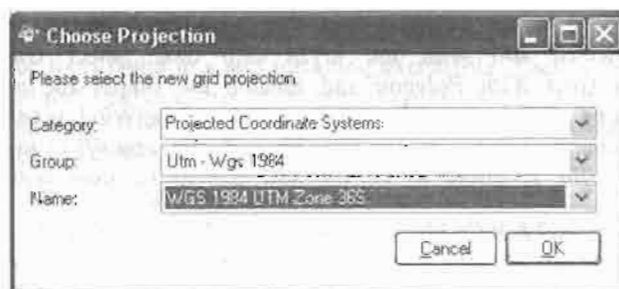 Choose Projection
Please select the new grid projection.
Category: Projected Coordinate Systems
Group: Utm - Wgs 1984
Name: WGS 1984 UTM Zone 36S
Cancel OK